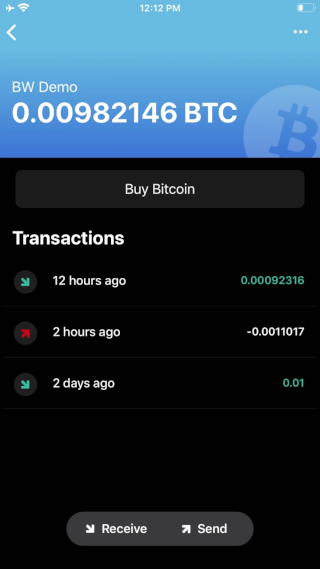 12:12 PM
BW Demo
0.00982146 BTC
Buy Bitcoin
Transactions
12 hours ago 0.00092316
2 hours ago -0.0011017
2 days ago 0.01
Receive Send